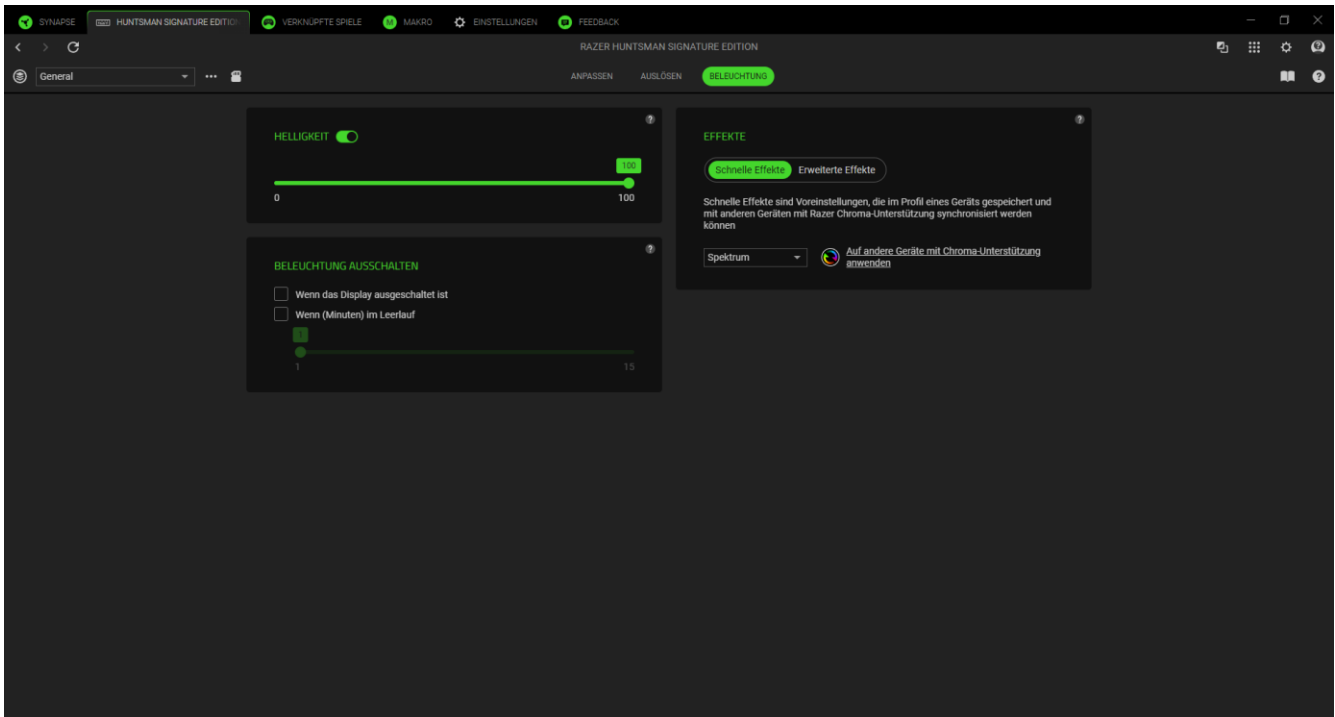 SYNAPSE
HUNTSMAN SIGNATURE EDITION
VERKNÜPFTE SPIELE
M
MAKRO
EINSTELLUNGEN
FEEDBACK
RAZER HUNTSMAN SIGNATURE EDITION
General
ANPASSEN
AUSLÖSEN
BELEUCHTUNG
HELLIGKEIT
100
0
100
BELEUCHTUNG AUSSCHALTEN
Wenn das Display ausgeschaltet ist
Wenn (Minuten) im Leerlauf
1
1
15
EFFEKTE
Schnelle Effekte
Erweiterte Effekte
Schnelle Effekte sind Voreinstellungen, die im Profil eines Geräts gespeichert und
mit anderen Geräten mit Razer Chroma-Unterstützung synchronisiert werden
können
Spektrum
Auf andere Geräte mit Chroma-Unterstützung
anwenden